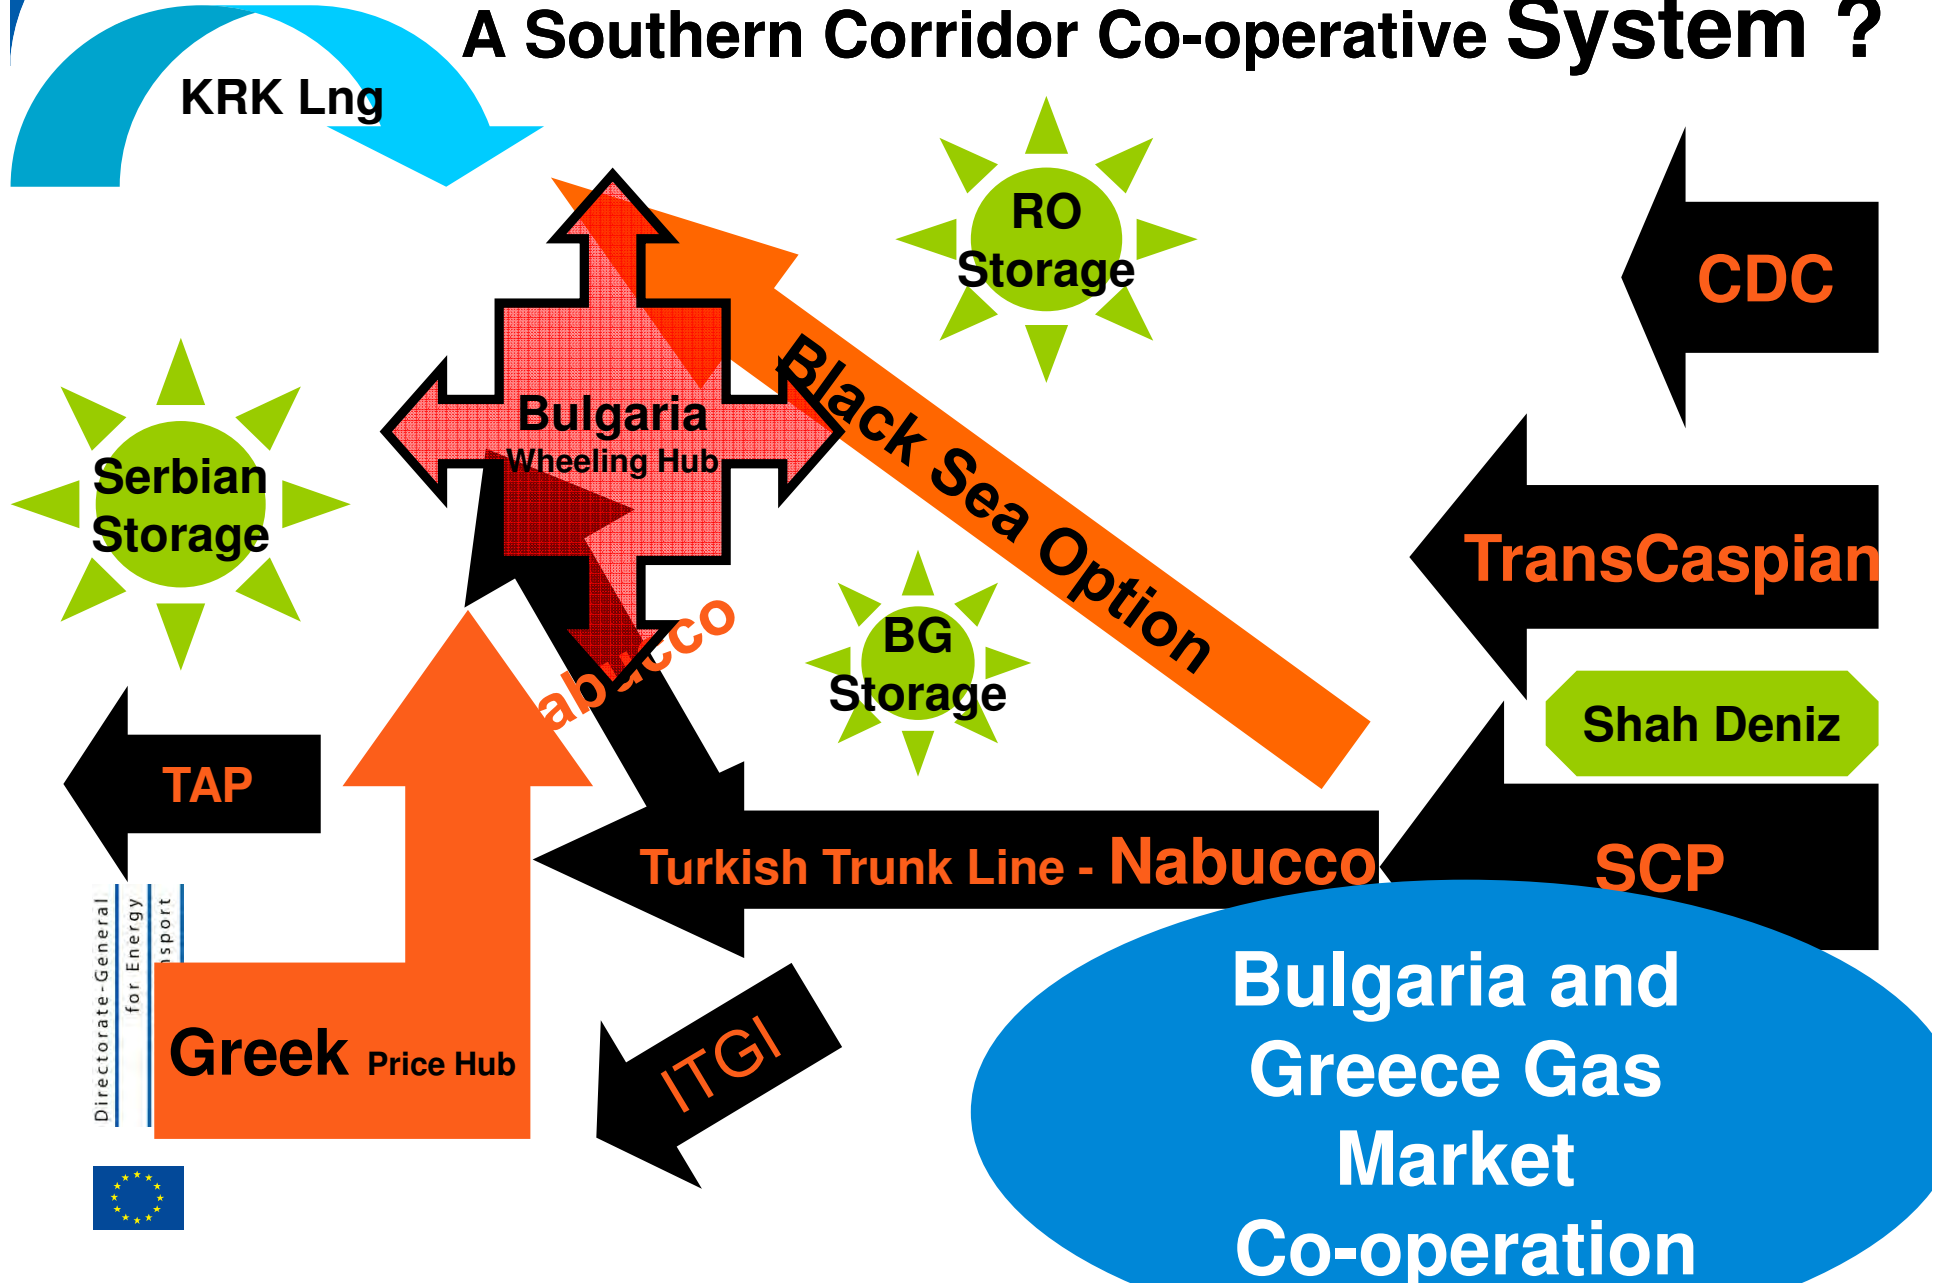 A Southern Corridor Co-operative System ?
KRK Lng
RO
Storage
CDC
Black Sea Option
Bulgaria
Wheeling Hub
Serbian
Storage
TransCaspian
BG
Storage
abucco
Shah Deniz
TAP
Turkish Trunk Line - Nabucco
SCP
Directorate-General
for Energy
nsport
Greek Price Hub
ITGI
Bulgaria and
Greece Gas
Market
Co-operation